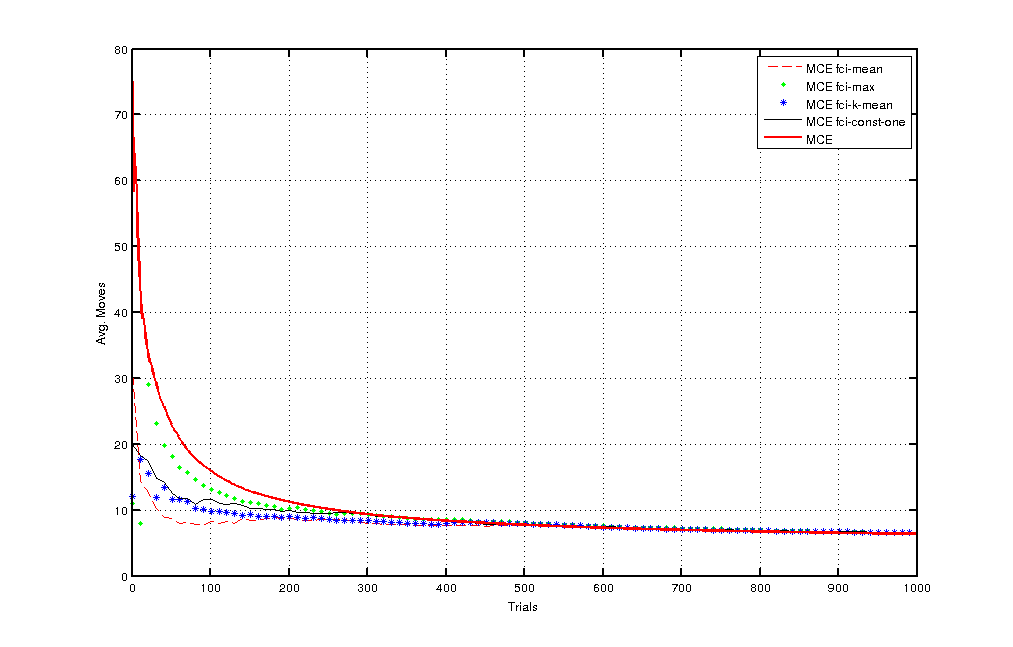 80
70
60
50
40
30
20
10
0
Avg. Moves
0 100 200 300 400 500 600 700 800 900 1000
Trials
MCE fci-mean
MCE fci-max
MCE fci-k-mean
MCE fci-const-one
MCE